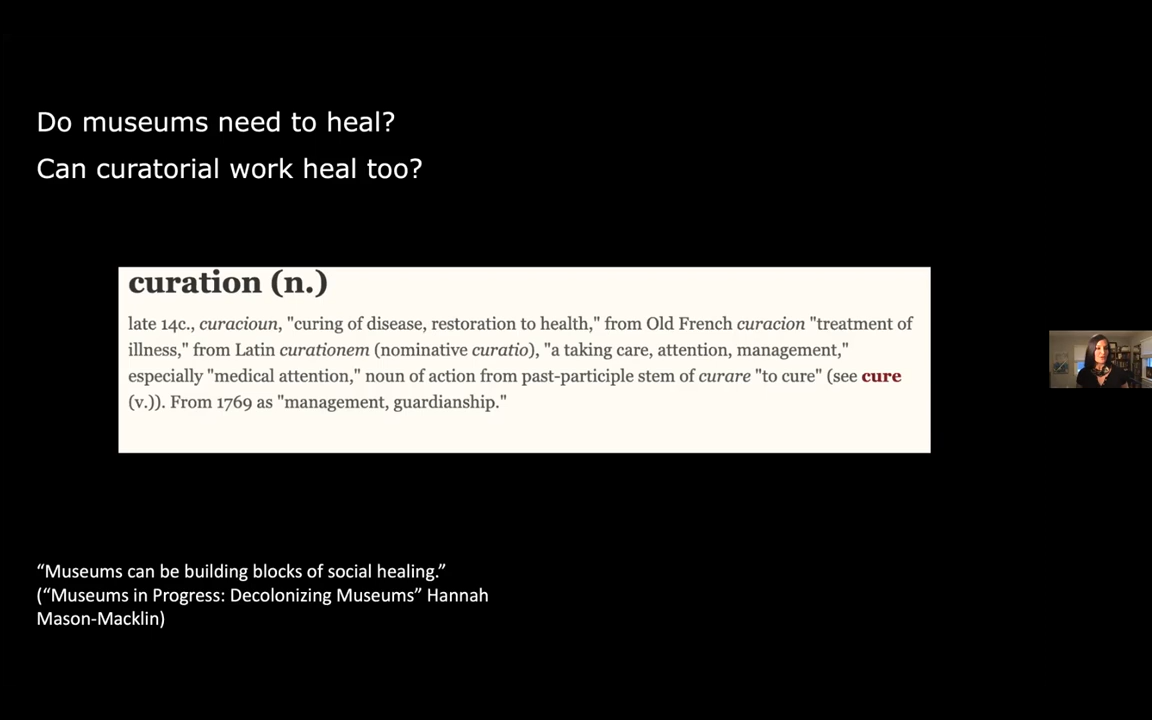 Do museums need to heal?
Can curatorial work heal too?
curation (n.)
late 14c., curacioun, "curing of disease, restoration to health," from Old French curacion "treatment of
illness," from Latin curationem (nominative curatio), "a taking care, attention, management,"
especially "medical attention," noun of action from past-participle stem of curare "to cure" (see cure
(v.)). From 1769 as "management, guardianship."
“Museums can be building blocks of social healing.”
(“Museums in Progress: Decolonizing Museums” Hannah
Mason-Macklin)